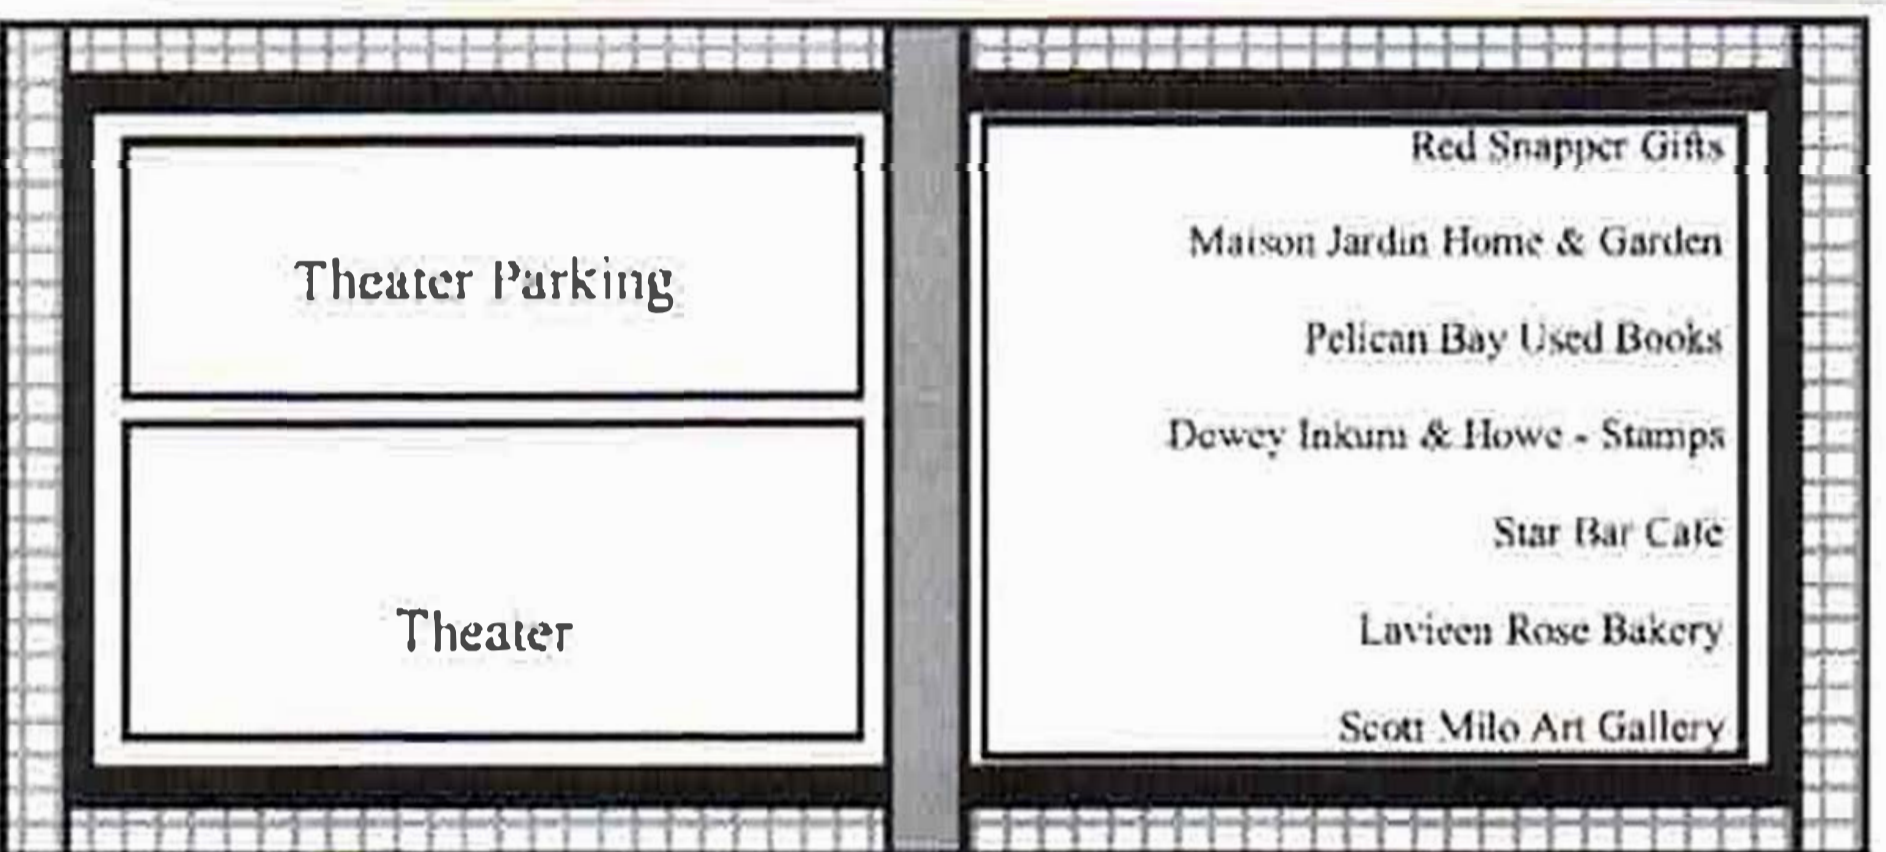 Theater Parking
Theater
Red Snapper Gifts
Maison Jardin Home & Garden
Pelican Bay Used Books
Dewey Inkum & Howe - Stamps
Star Bar Cafe
Lavieen Rose Bakery
Scott Milo Art Gallery